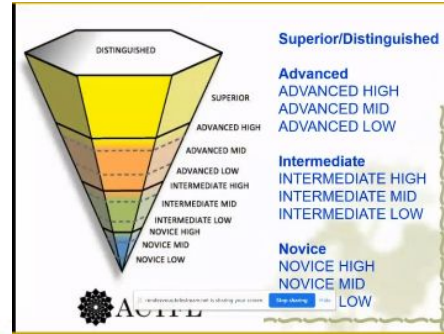 DISTINGUISHED
SUPERIOR
ADVANCED HIGH
ADVANCED MID
ADVANCED LOW
INTERMEDIATE HIGH
INTERMEDIATE MID
INTERMEDIATE LOW
NOVICE HIGH
NOVICE MID
NOVICE LOW
Superior/Distinguished
Advanced
ADVANCED HIGH
ADVANCED MID
ADVANCED LOW
Intermediate
INTERMEDIATE HIGH
INTERMEDIATE MID
INTERMEDIATE LOW
Novice
NOVICE HIGH
NOVICE MID
LOW
is sharing your screen. Stop sharing Hide